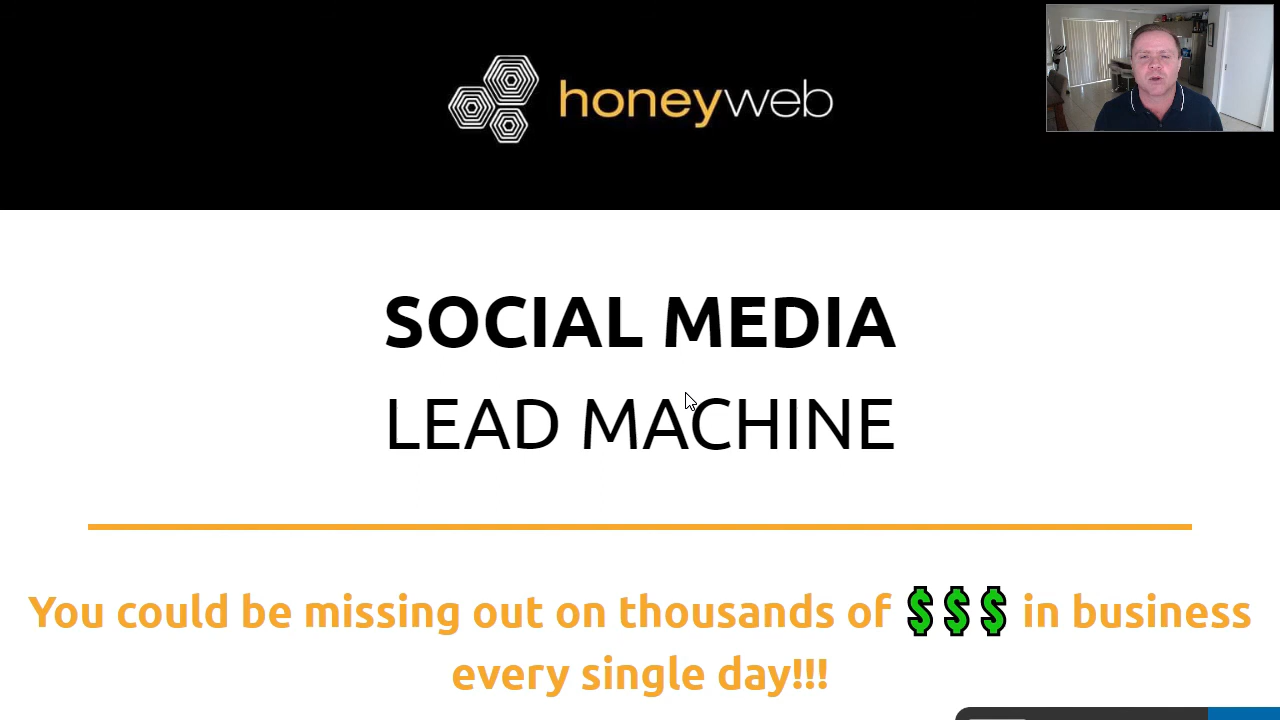 honeyweb
SOCIAL MEDIA
LEAD MACHINE
You could be missing out on thousands of $$$ in business
every single day!!!